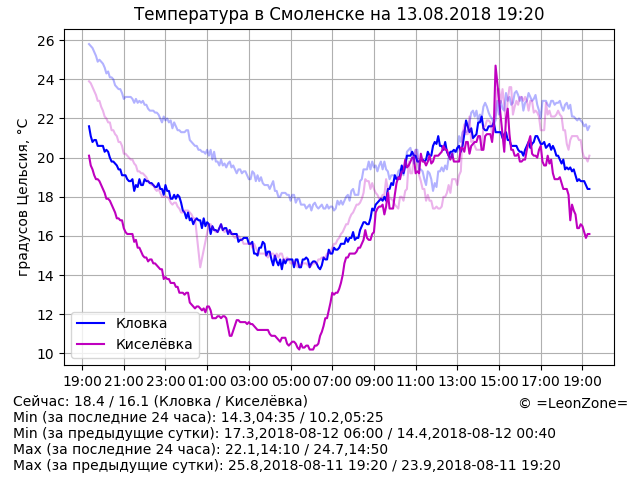 Температура в Смоленске на 13.08.2018 19:20
градусов Цельсия, °C
26
24
22
20
18
16
14
12
10
Кловка
Киселёвка
19:00 21:00 23:00 01:00 03:00 05:00 07:00 09:00 11:00 13:00 15:00 17:00 19:00
Сейчас: 18.4 / 16.1 (Кловка / Киселёвка)
© =LeonZone=
Min (за последние 24 часа): 14.3,04:35 / 10.2,05:25
Min (за предыдущие сутки): 17.3,2018-08-12 06:00 / 14.4,2018-08-12 00:40
Max (за последние 24 часа): 22.1,14:10 / 24.7,14:50
Max (за предыдущие сутки): 25.8,2018-08-11 19:20 / 23.9,2018-08-11 19:20